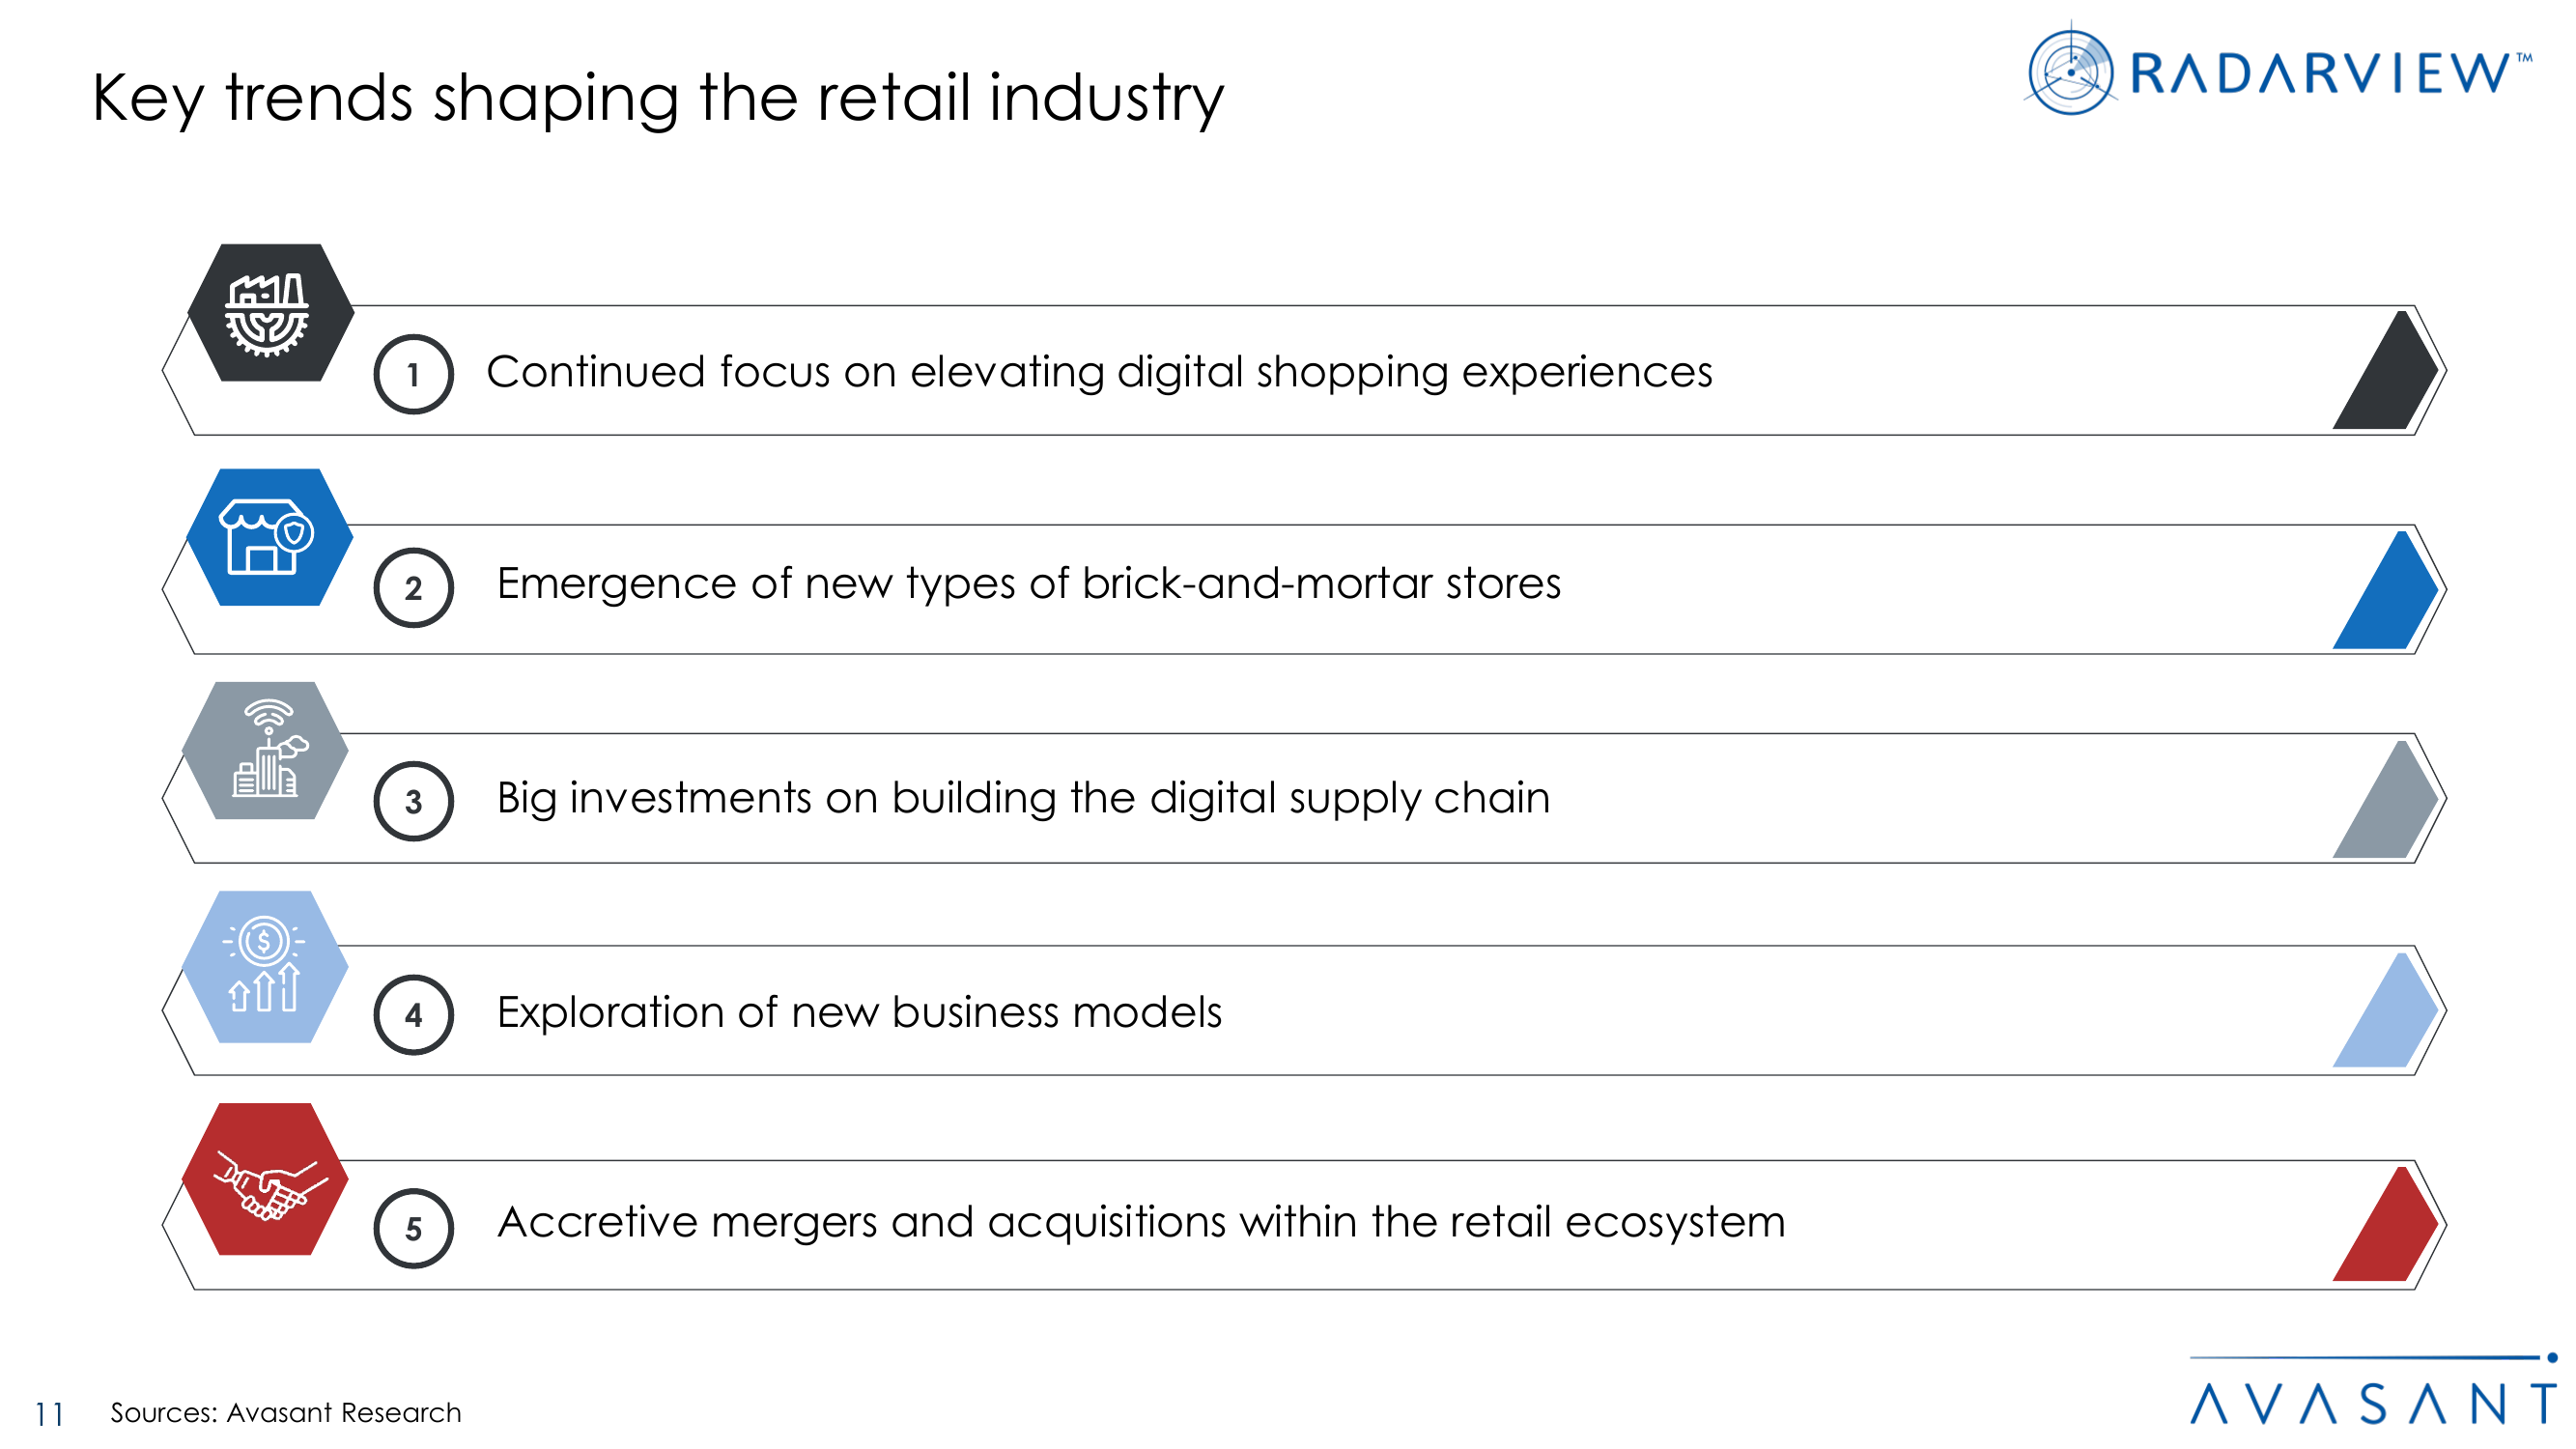 Key trends shaping the retail industry
RADARVIEW™
1 Continued focus on elevating digital shopping experiences
2 Emergence of new types of brick-and-mortar stores
3 Big investments on building the digital supply chain
$
4 Exploration of new business models
5 Accretive mergers and acquisitions within the retail ecosystem
11 Sources: Avasant Research
AVASANT